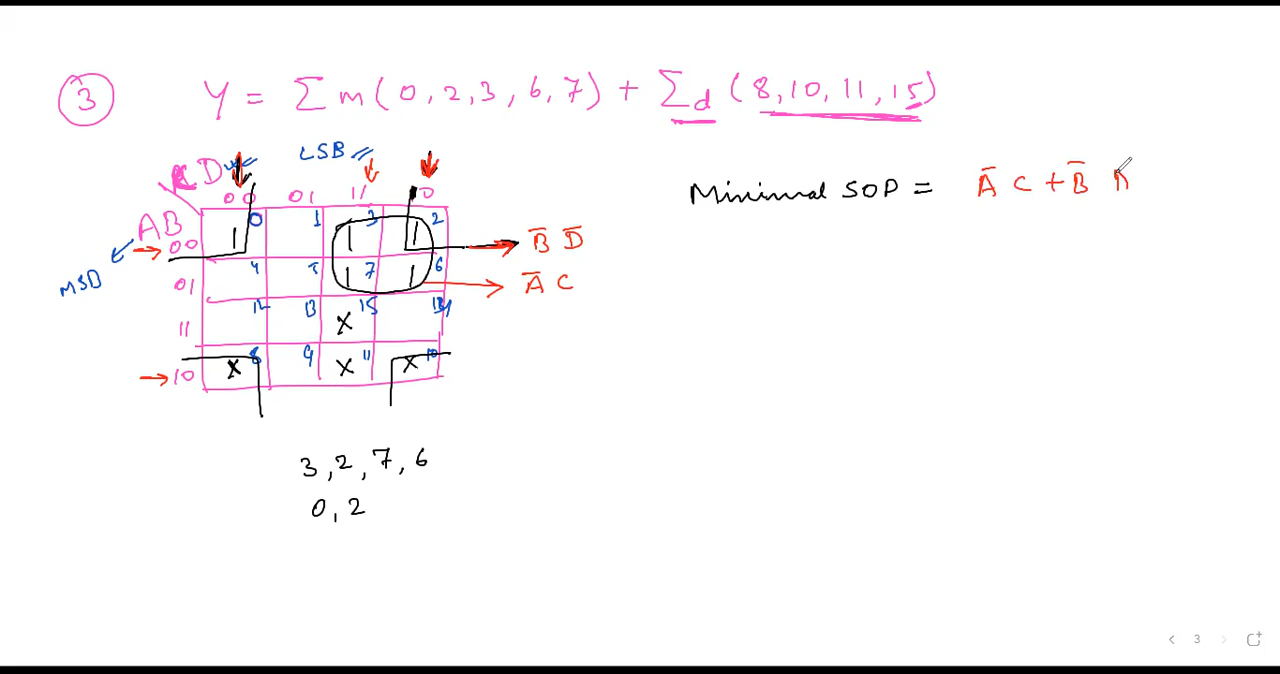 ③ Y = Σ m ( 0 , 2 , 3 , 6 , 7 ) + Σd ( 8 , 10 , 11 , 15 )
LSB
CD
00 01 11 10
AB
MSD
00 1 0 1 1 3 1 2
01 4 5 1 7 1 6
11 12 13 X 15 14
10 X 8 9 X 11 X 10
B̅ D̅
A̅ C
Minimal SOP = A̅ C + B̅
3 , 2 , 7 , 6
0 , 2
3